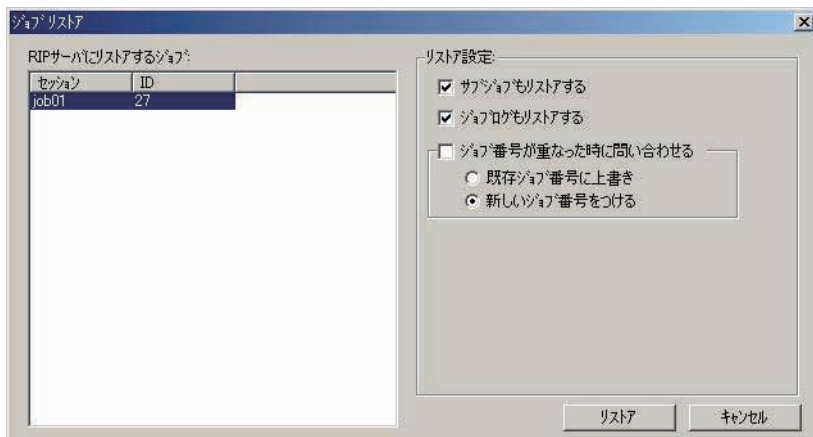 ｼﾞｮﾌﾞ ﾘｽﾄｱ
RIPサーバにリストアするｼﾞｮﾌﾞ:
ｾｯｼｮﾝ ID
job01 27
リストア設定:
ｻﾌﾞｼﾞｮﾌﾞもリストアする
ｼﾞｮﾌﾞﾛｸﾞもリストアする
ｼﾞｮﾌﾞ番号が重なった時に問い合わせる
既存ｼﾞｮﾌﾞ番号に上書き
新しいｼﾞｮﾌﾞ番号をつける
リストア ｷｬﾝｾﾙ